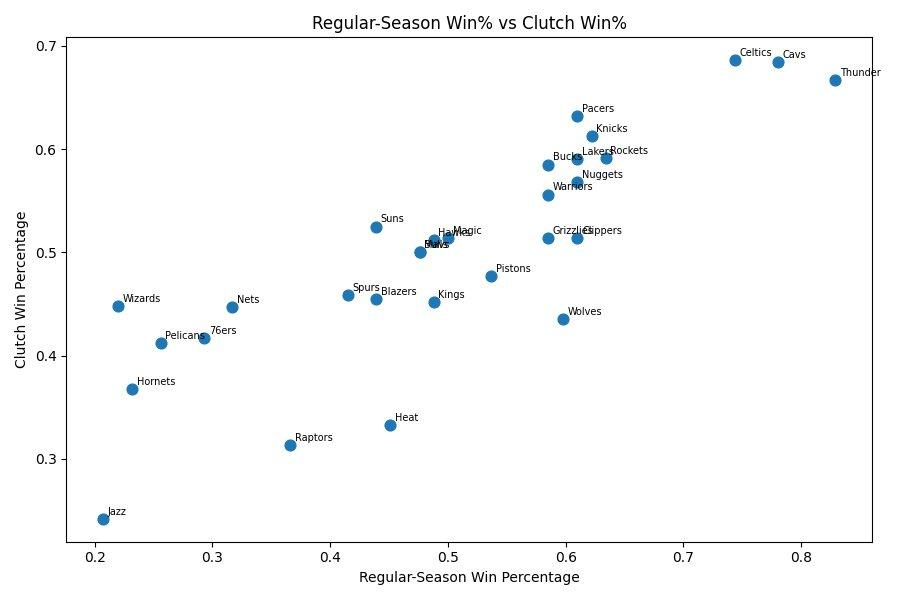 Regular-Season Win% vs Clutch Win%
0.7
Celtics
Cavs
Thunder
Pacers
Knicks
0.6
Lakers
Rockets
Bucks
Nuggets
Warriors
Suns
Hawks
Magic
Grizzlies
Clippers
0.5
Pistons
Spurs
Blazers
Kings
Wizards
Nets
Wolves
76ers
Pelicans
0.4
Hornets
Heat
Raptors
0.3
Jazz
0.2
0.3
0.4
0.5
0.6
0.7
0.8
Clutch Win Percentage
Regular-Season Win Percentage